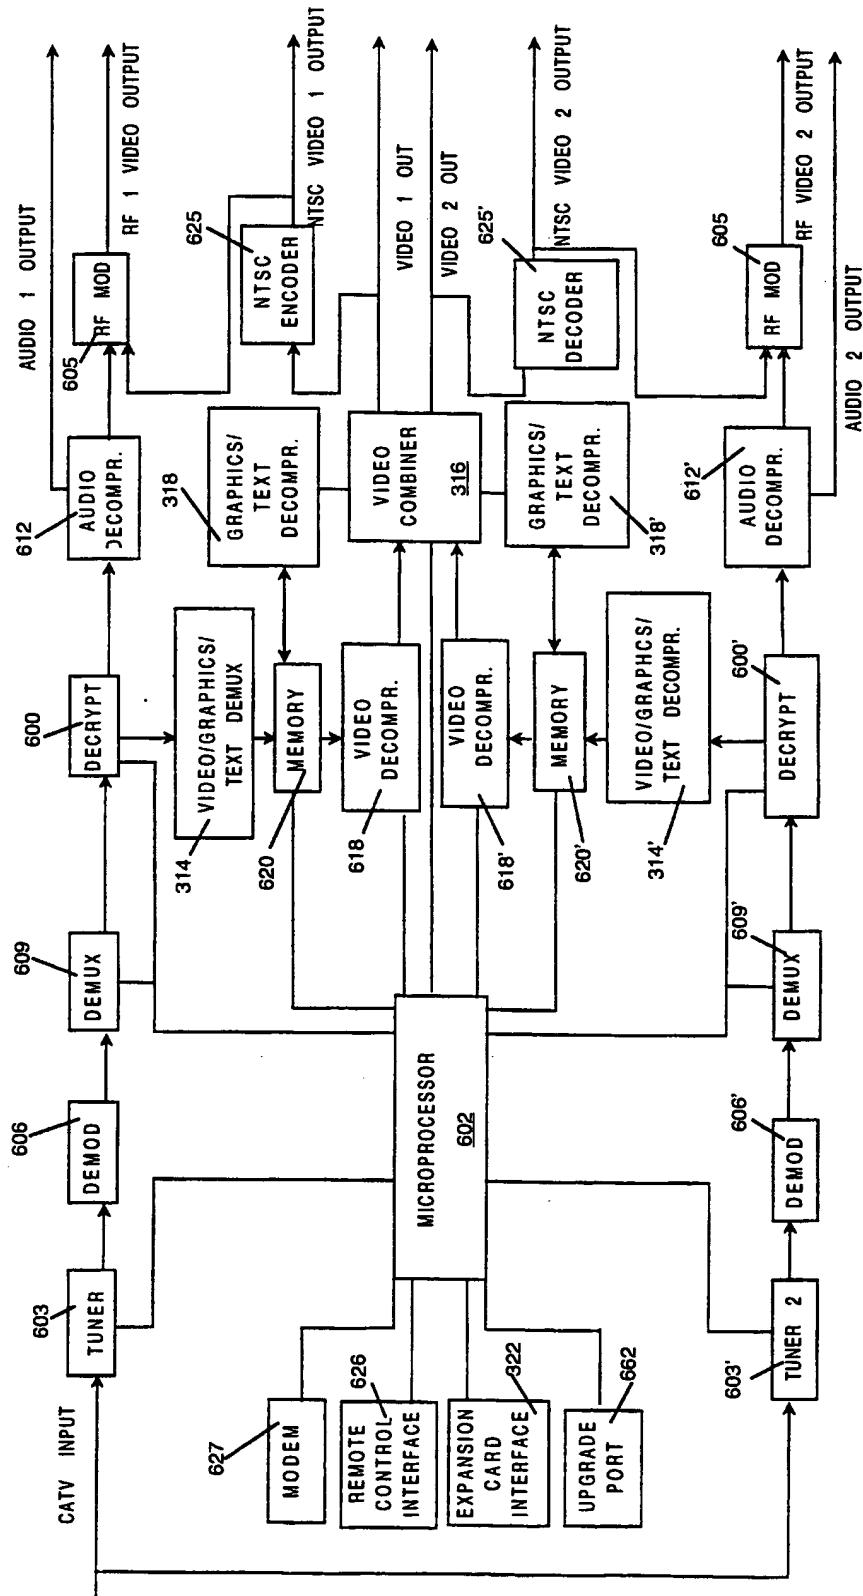 CATV INPUT
603
TUNER
606
DEMOD
609
DEMUX
600
DECRYPT
612
AUDIO
DECOMPR.
AUDIO 1 OUTPUT
605
RF MOD
RF 1 VIDEO OUTPUT
314
VIDEO/GRAPHICS/
TEXT DEMUX
318
GRAPHICS/
TEXT
DECOMPR.
625
NTSC
ENCODER
NTSC VIDEO 1 OUTPUT
627
MODEM
620
MEMORY
626
REMOTE
CONTROL
INTERFACE
618
VIDEO
DECOMPR.
VIDEO
COMBINER
316
VIDEO 1 OUT
VIDEO 2 OUT
MICROPROCESSOR
602
322
EXPANSION
CARD
INTERFACE
618'
VIDEO
DECOMPR.
GRAPHICS/
TEXT
DECOMPR.
318'
625'
NTSC
DECODER
NTSC VIDEO 2 OUTPUT
662
UPGRADE
PORT
620'
MEMORY
314'
VIDEO/GRAPHCS/
TEXT DECOMPR.
603'
TUNER 2
606'
DEMOD
609'
DEMUX
600'
DECRYPT
612'
AUDIO
DECOMPR.
605
RF MOD
RF VIDEO 2 OUTPUT
AUDIO 2 OUTPUT